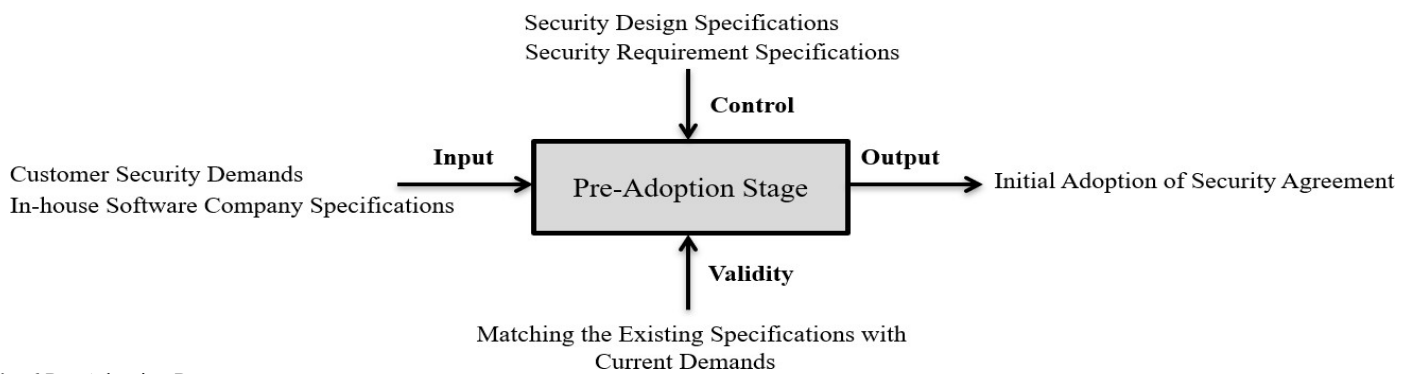 Security Design Specifications
Security Requirement Specifications
Control
Input
Output
Customer Security Demands
In-house Software Company Specifications
Pre-Adoption Stage
Initial Adoption of Security Agreement
Validity
Matching the Existing Specifications with
Current Demands